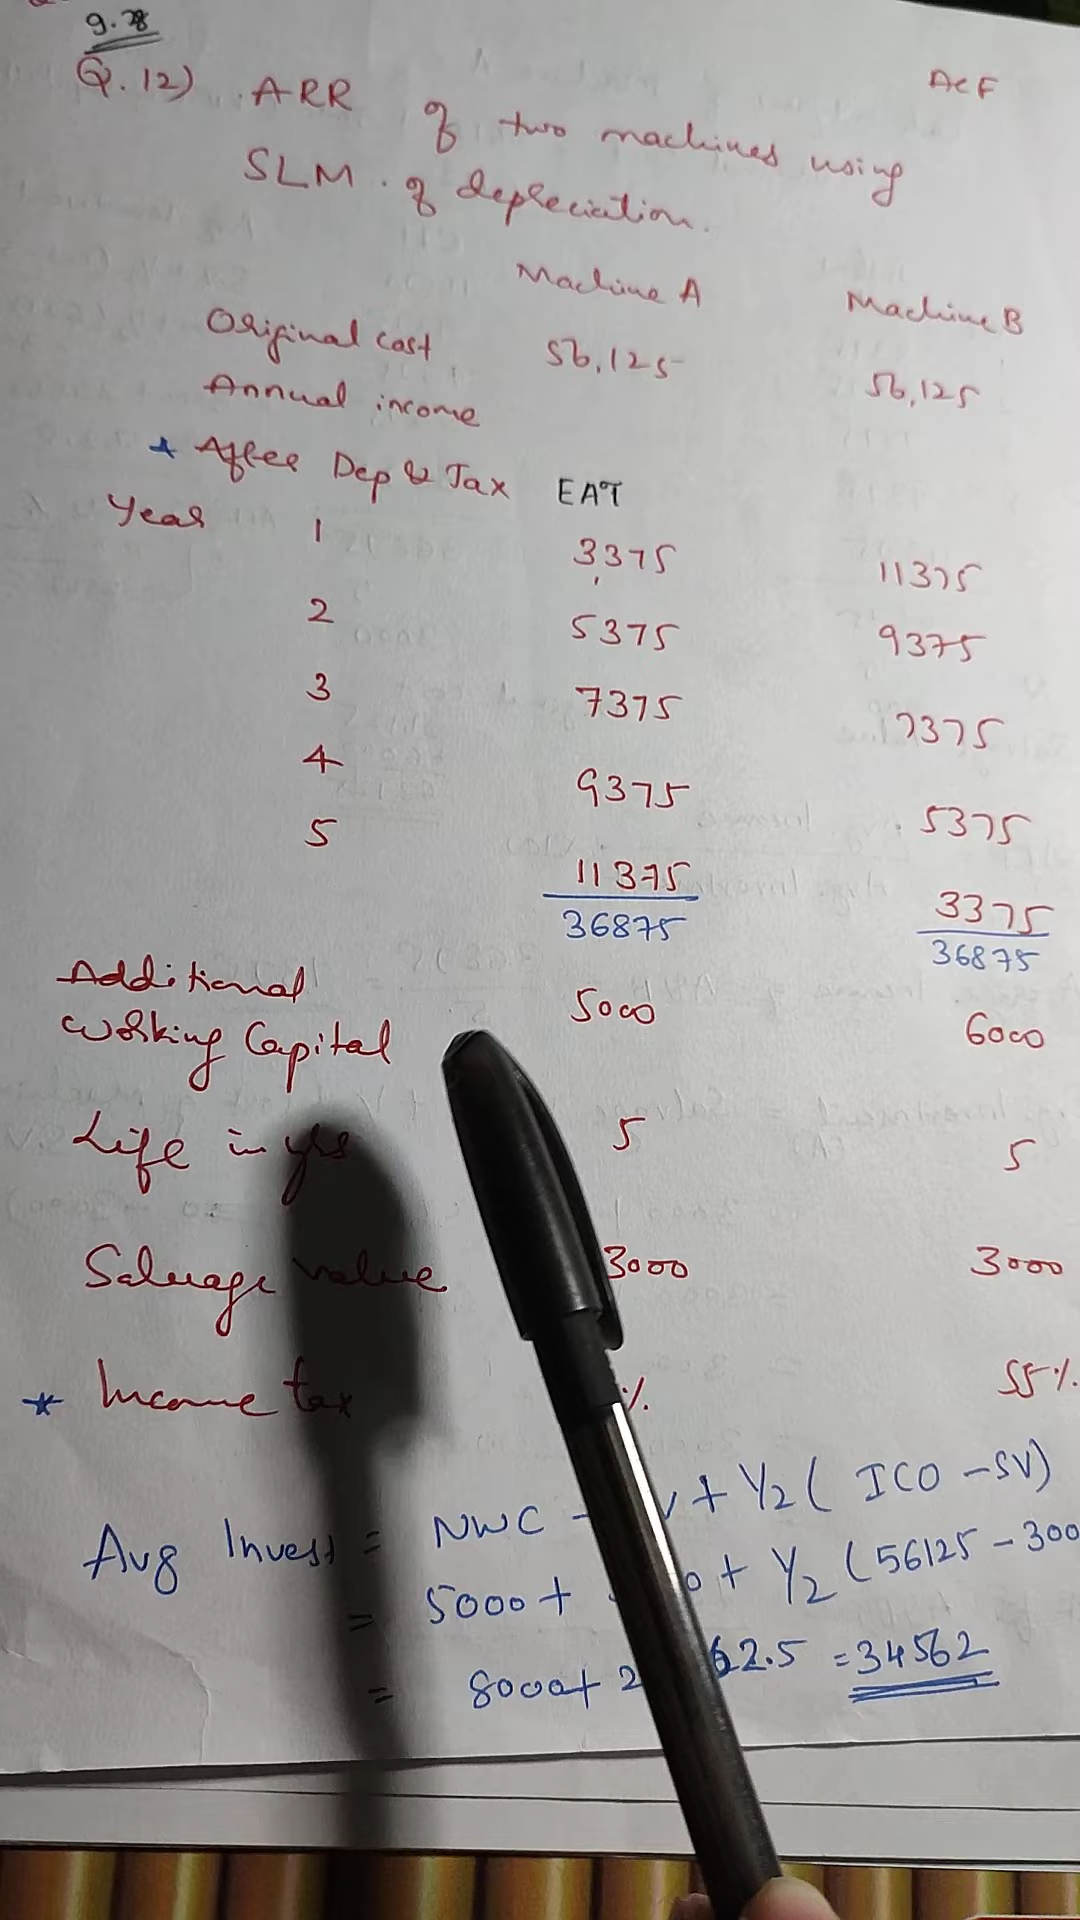 9.28
Q.12) ARR of two machines using
ACF
SLM. of depreciation.
Machine A Machine B
Original cost 56,125 56,125
Annual income
* After Dep & Tax EAT
Year 1 3375 11375
2 5375 9375
3 7375 7375
4 9375 5375
5 11375 3375
36875 36875
Additional
Working Capital 5000 6000
Life in yrs 5 5
Salvage value 3000 3000
* Income tax % 55%
Avg Invest = NWC + 1/2 ( ICO - SV)
= 5000 + + 1/2 (56125 - 300
= 8000 + 2 62.5 = 34562